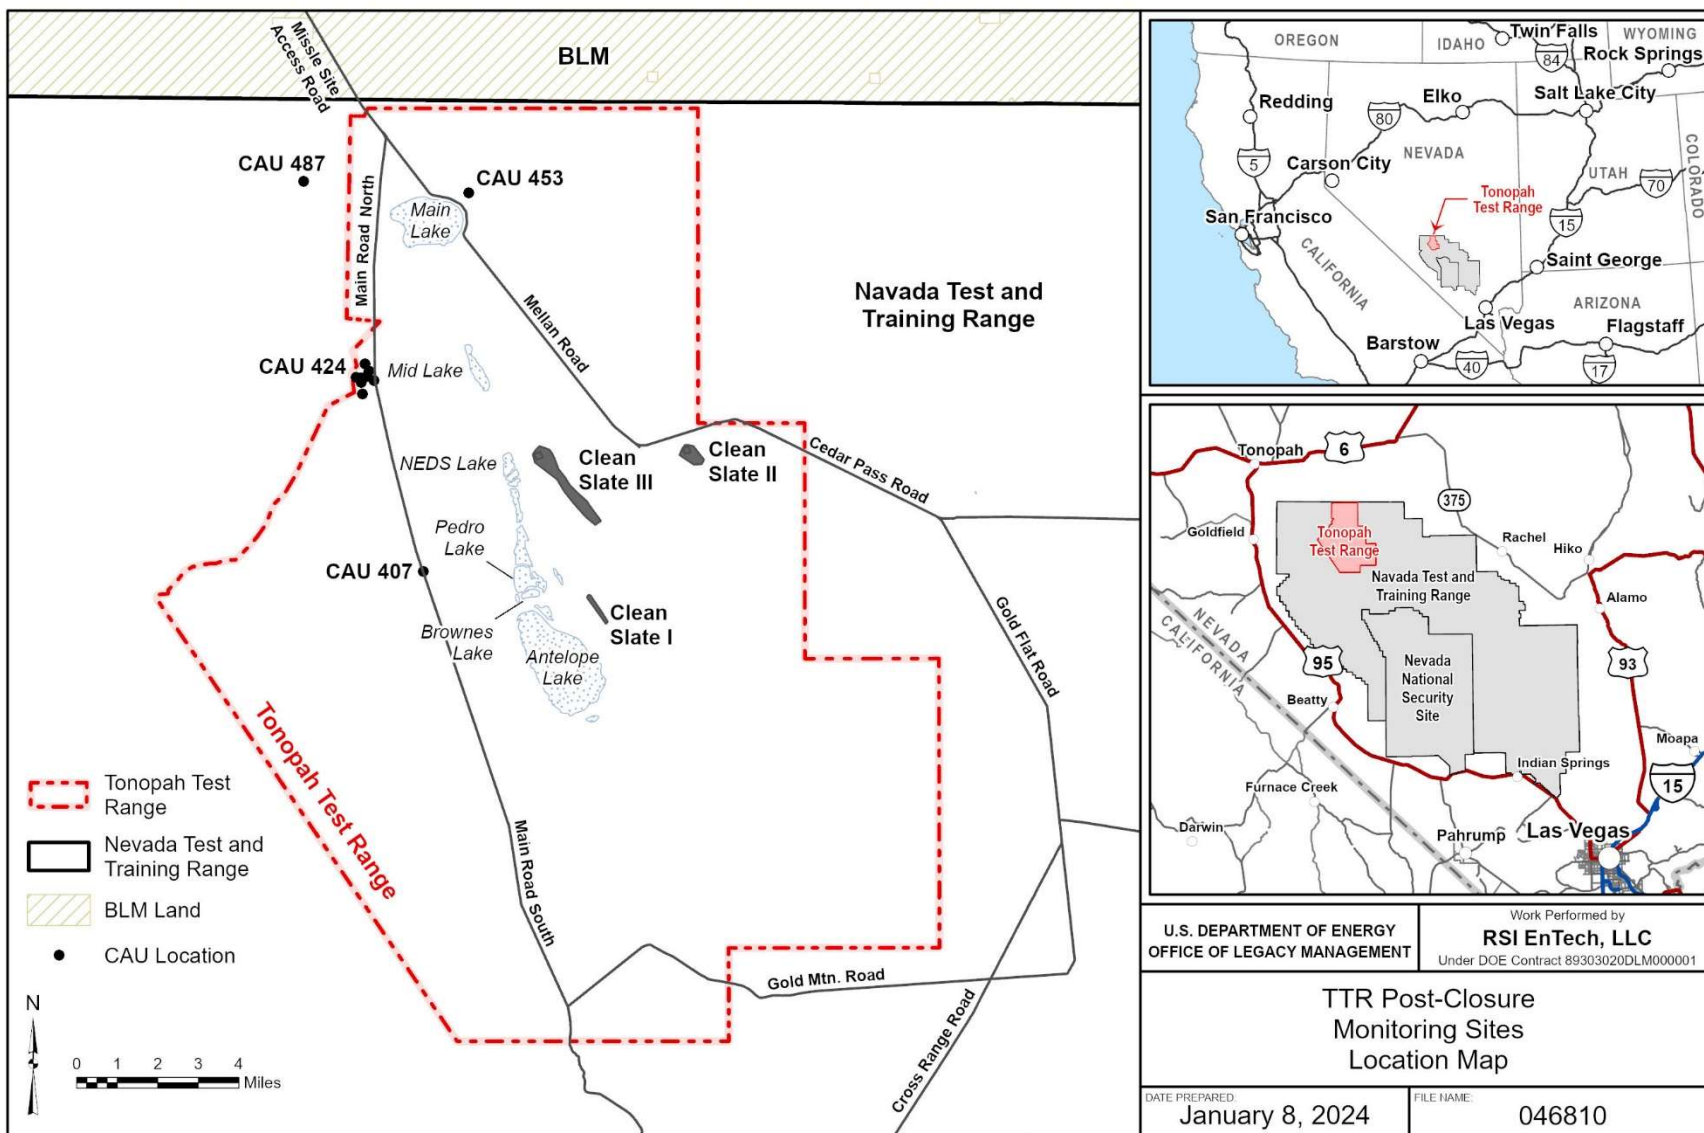 BLM
Missle Site
Access Road
CAU 487
CAU 453
Main
Lake
Main Road North
Mellan Road
Navada Test and
Training Range
CAU 424
Mid Lake
NEDS Lake
Clean
Slate III
Clean
Slate II
Cedar Pass Road
Pedro
Lake
CAU 407
Brownes
Lake
Clean
Slate I
Antelope
Lake
Gold Flat Road
Tonopah Test Range
Main Road South
Gold Mtn. Road
Cross Range Road
Tonopah Test
Range
Nevada Test and
Training Range
BLM Land
CAU Location
N
0 1 2 3 4
Miles
OREGON
IDAHO
WYOMING
Twin Falls
84
Rock Springs
Redding
Elko
Salt Lake City
80
5
Carson City
NEVADA
UTAH
COLORADO
70
Tonopah
Test Range
San Francisco
15
CALIFORNIA
Saint George
ARIZONA
Las Vegas
Flagstaff
Barstow
40
17
Tonopah
6
375
Goldfield
Tonopah
Test Range
Rachel
Hiko
Navada Test and
Training Range
Alamo
NEVADA
CALIFORNIA
95
93
Nevada
National
Security
Site
Beatty
Moapa
Indian Springs
15
Furnace Creek
Darwin
Pahrump
Las Vegas
U.S. DEPARTMENT OF ENERGY
OFFICE OF LEGACY MANAGEMENT
Work Performed by
RSI EnTech, LLC
Under DOE Contract 89303020DLM000001
TTR Post-Closure
Monitoring Sites
Location Map
DATE PREPARED:
January 8, 2024
FILE NAME:
046810